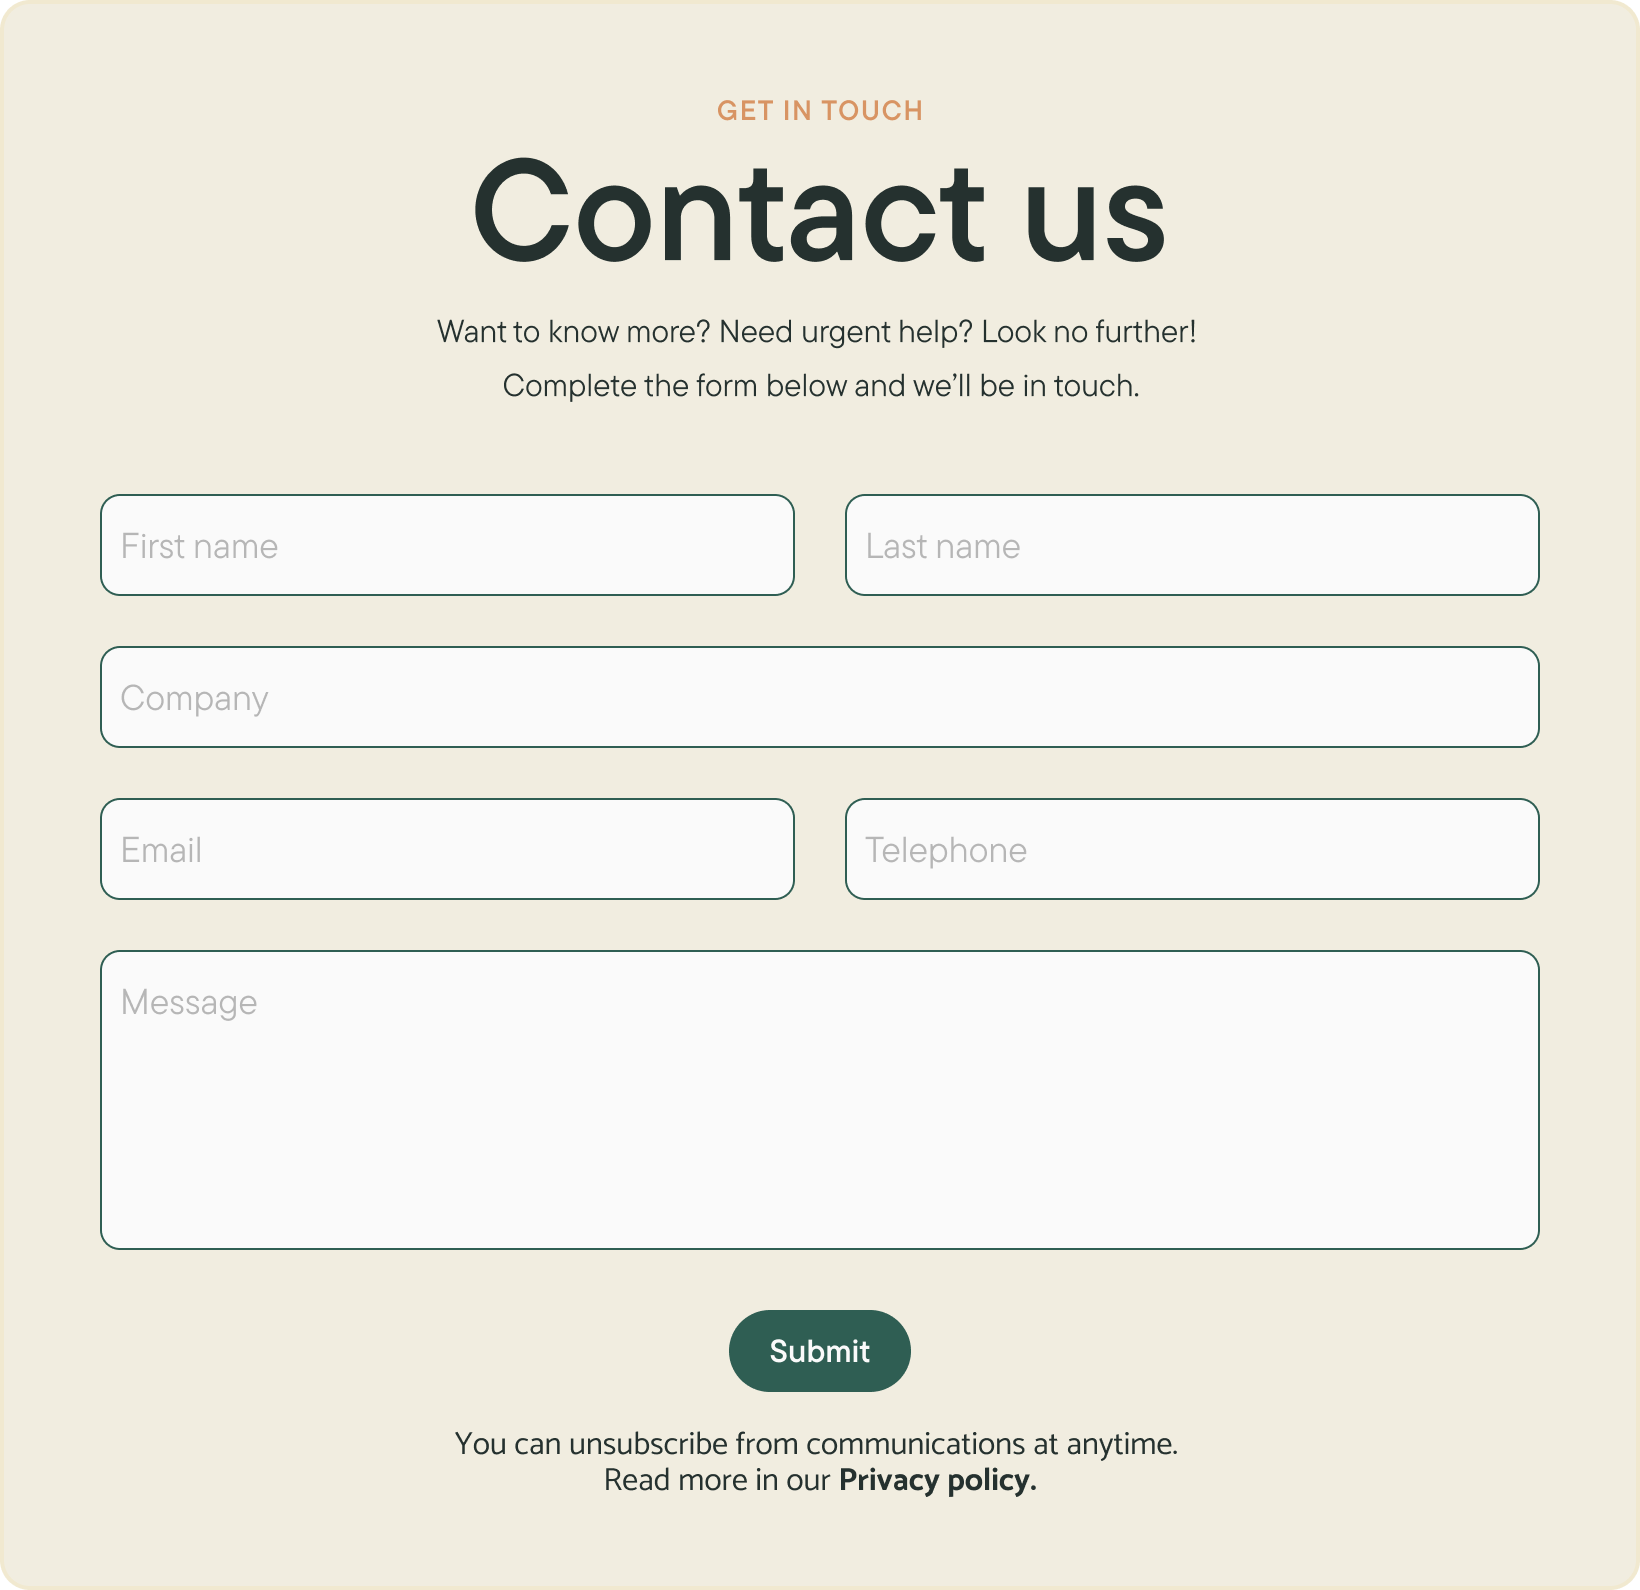 GET IN TOUCH
Contact us
Want to know more? Need urgent help? Look no further!
Complete the form below and we’ll be in touch.
First name
Last name
Company
Email
Telephone
Message
Submit
You can unsubscribe from communications at anytime.
Read more in our Privacy policy.